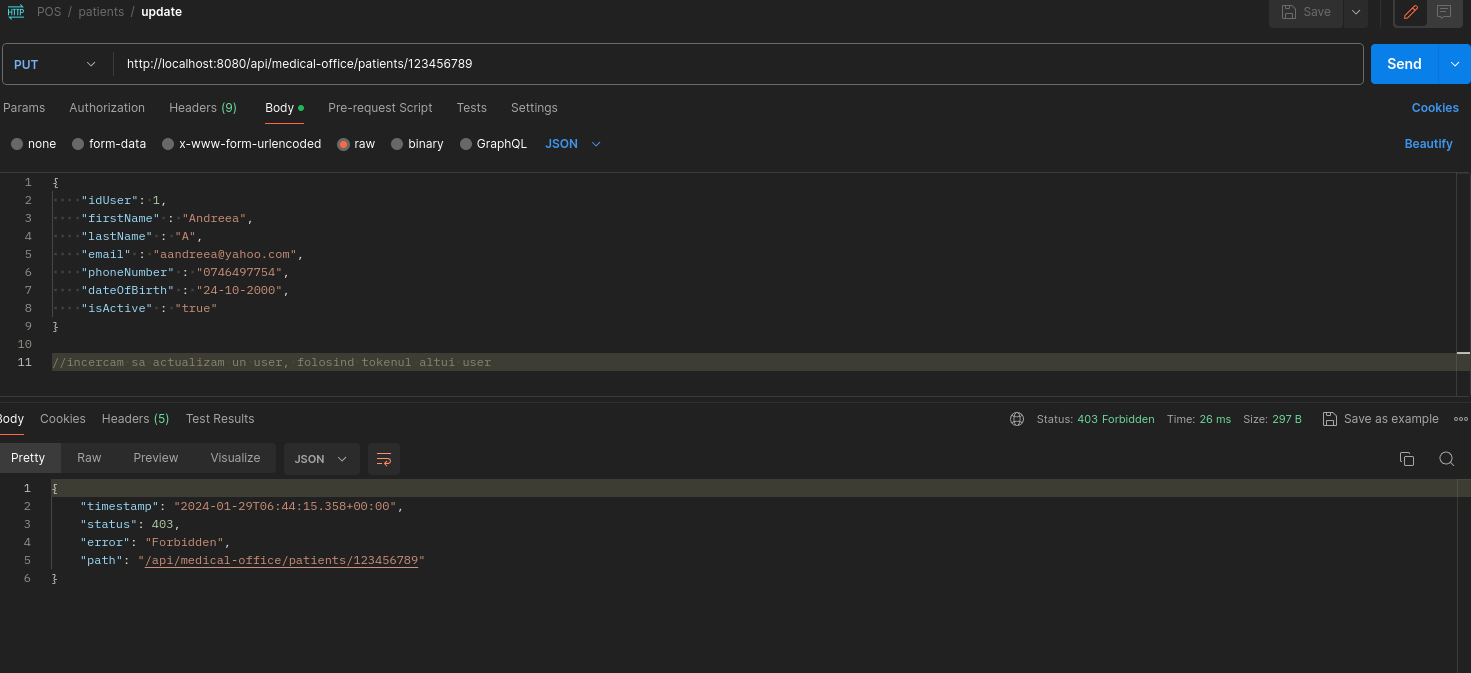 HTTP POS / patients / update Save
PUT http://localhost:8080/api/medical-office/patients/123456789 Send
Params Authorization Headers (9) Body Pre-request Script Tests Settings Cookies
none form-data x-www-form-urlencoded raw binary GraphQL JSON Beautify
1 {
2 "idUser": 1,
3 "firstName" : "Andreea",
4 "lastName" : "A",
5 "email" : "aandreea@yahoo.com",
6 "phoneNumber" : "0746497754",
7 "dateOfBirth" : "24-10-2000",
8 "isActive" : "true"
9 }
10
11 //incercam sa actualizam un user, folosind tokenul altui user
Body Cookies Headers (5) Test Results Status: 403 Forbidden Time: 26 ms Size: 297 B Save as example
Pretty Raw Preview Visualize JSON
1 {
2 "timestamp": "2024-01-29T06:44:15.358+00:00",
3 "status": 403,
4 "error": "Forbidden",
5 "path": "/api/medical-office/patients/123456789"
6 }